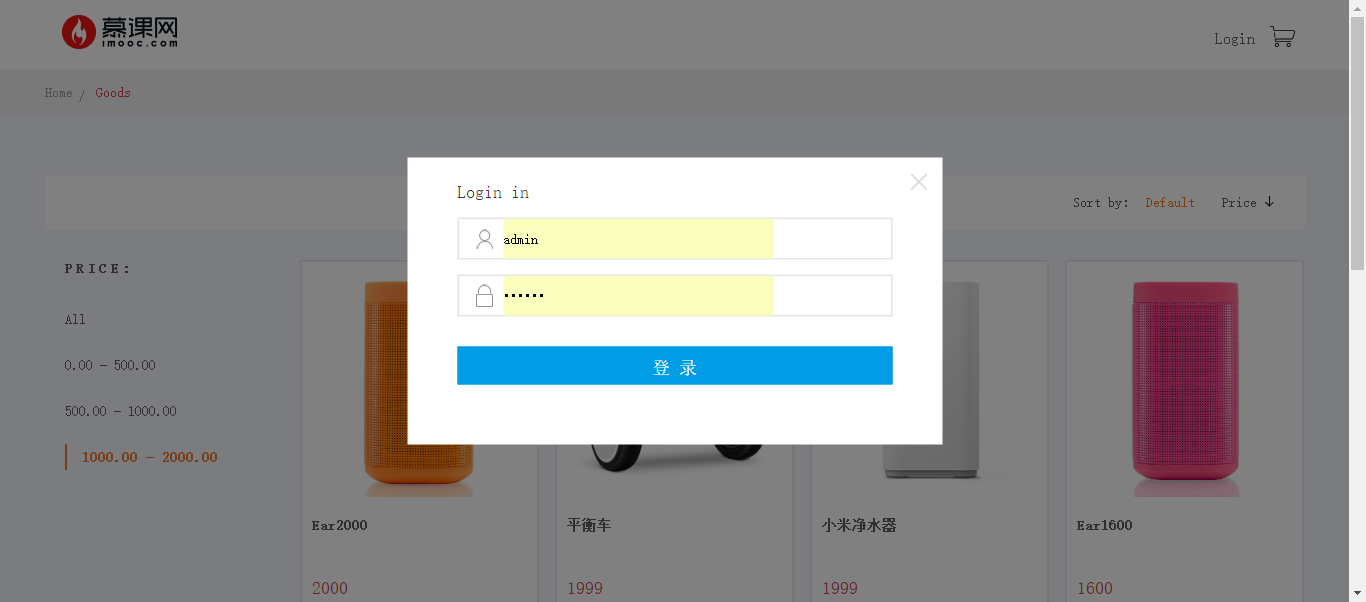 慕课网
imooc.com
Login
Home / Goods
Sort by: Default Price ↓
Login in
admin
••••••
登 录
PRICE:
All
0.00 - 500.00
500.00 - 1000.00
1000.00 - 2000.00
Ear2000
2000
平衡车
1999
小米净水器
1999
Ear1600
1600